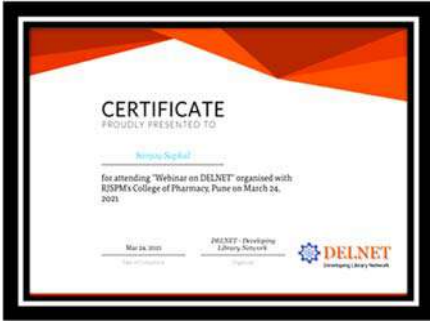 CERTIFICATE
PROUDLY PRESENTED TO
for attending "Webinar on DELNET" organised with
RJSPM's College of Pharmacy, Pune on March 24,
2021
Mar 24, 2021
DELNET - Developing
Library Network
DELNET
Developing Library Network